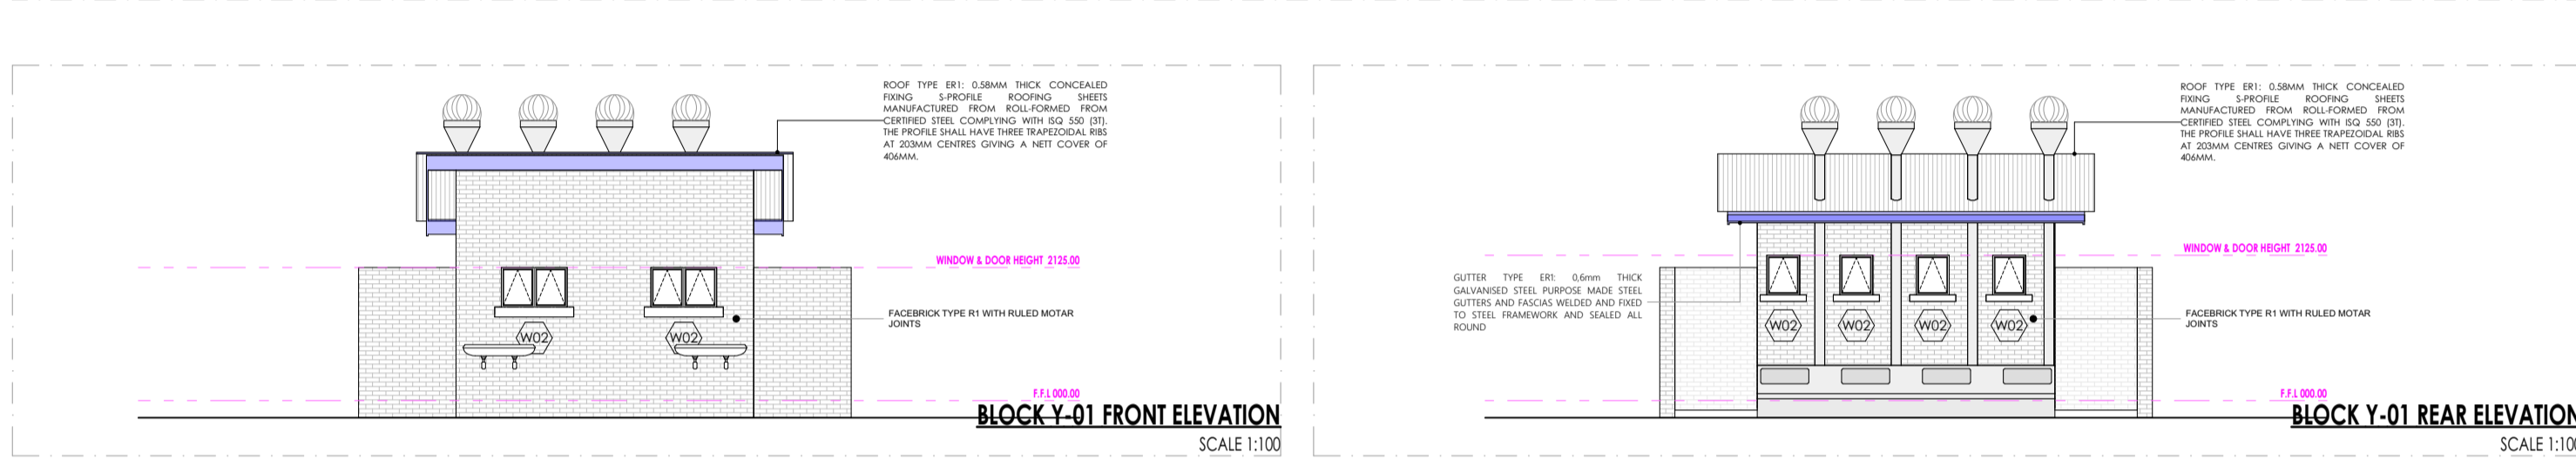 ROOF TYPE ER1: 0.58MM THICK CONCEALED
FIXING S-PROFILE ROOFING SHEETS
MANUFACTURED FROM ROLL-FORMED FROM
CERTIFIED STEEL COMPLYING WITH ISQ 550 (3T).
THE PROFILE SHALL HAVE THREE TRAPEZOIDAL RIBS
AT 203MM CENTRES GIVING A NETT COVER OF
406MM.
WINDOW & DOOR HEIGHT 2125.00
FACEBRICK TYPE R1 WITH RULED MOTAR
JOINTS
W02
W02
F.F.L 000.00
BLOCK Y-01 FRONT ELEVATION
SCALE 1:100
ROOF TYPE ER1: 0.58MM THICK CONCEALED
FIXING S-PROFILE ROOFING SHEETS
MANUFACTURED FROM ROLL-FORMED FROM
CERTIFIED STEEL COMPLYING WITH ISQ 550 (3T).
THE PROFILE SHALL HAVE THREE TRAPEZOIDAL RIBS
AT 203MM CENTRES GIVING A NETT COVER OF
406MM.
WINDOW & DOOR HEIGHT 2125.00
GUTTER TYPE ER1: 0,6mm THICK
GALVANISED STEEL PURPOSE MADE STEEL
GUTTERS AND FASCIAS WELDED AND FIXED
TO STEEL FRAMEWORK AND SEALED ALL
ROUND
W02
W02
W02
W02
FACEBRICK TYPE R1 WITH RULED MOTAR
JOINTS
F.F.L 000.00
BLOCK Y-01 REAR ELEVATION
SCALE 1:100